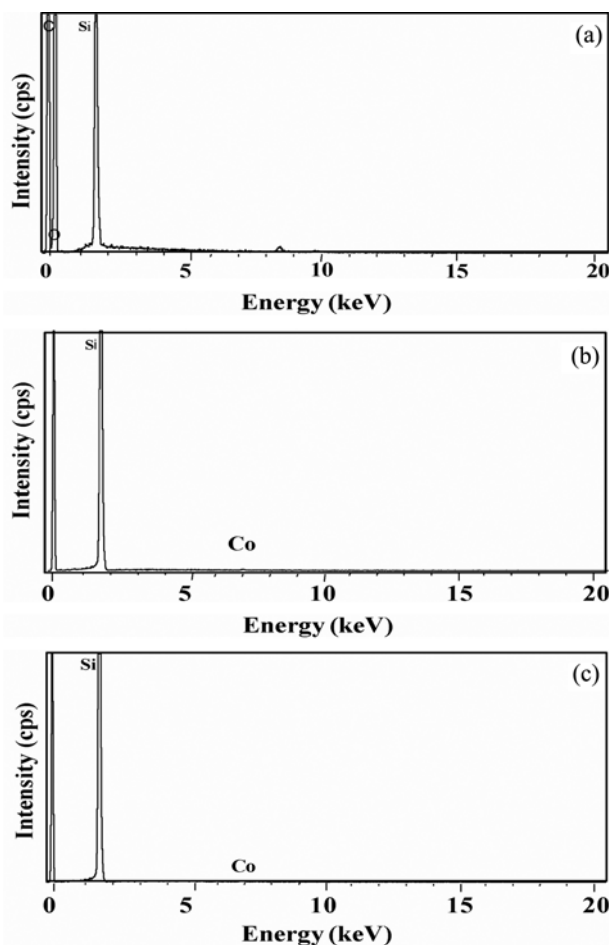 Si (a)
C
O
Intensity (cps)
0 5 10 15 20
Energy (keV)
Si (b)
Co
Intensity (cps)
0 5 10 15 20
Energy (keV)
Si (c)
Co
Intensity (cps)
0 5 10 15 20
Energy (keV)